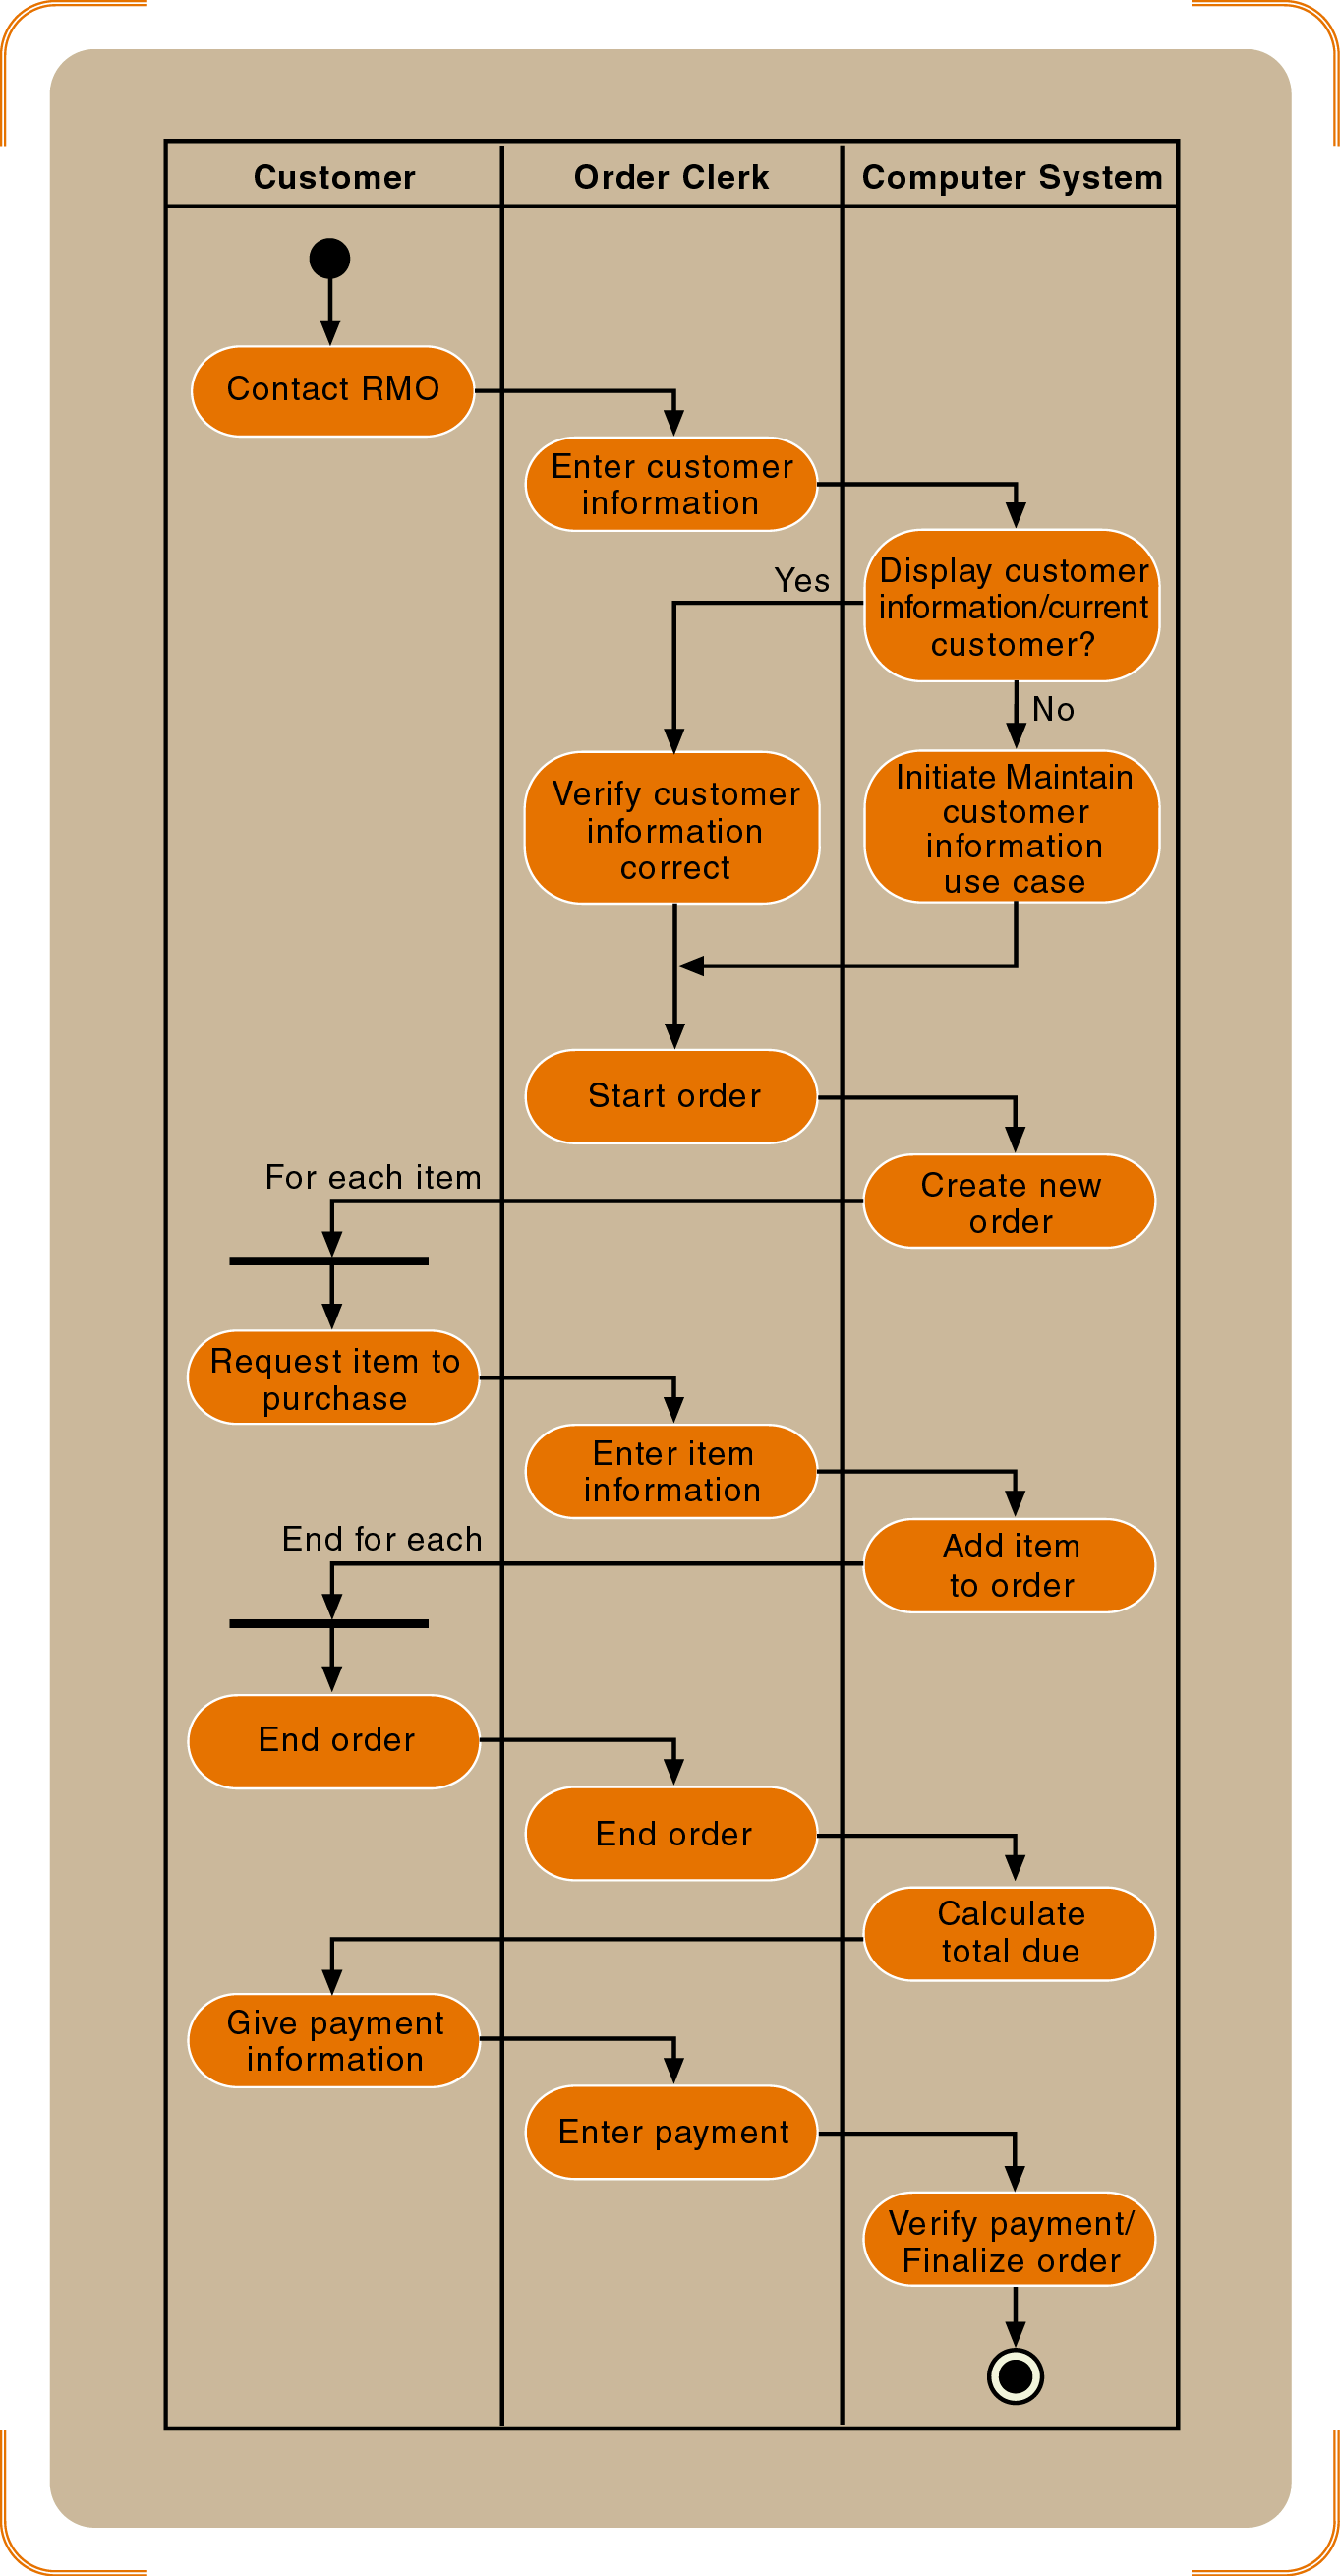 Customer
Order Clerk
Computer System
Contact RMO
Enter customer
information
Display customer
information/current
customer?
Yes
No
Verify customer
information
correct
Initiate Maintain
customer
information
use case
Start order
Create new
order
For each item
Request item to
purchase
Enter item
information
Add item
to order
End for each
End order
End order
Calculate
total due
Give payment
information
Enter payment
Verify payment/
Finalize order